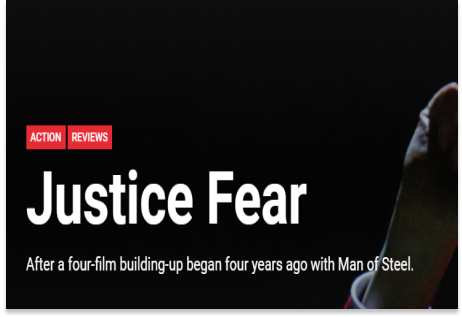 ACTION REVIEWS
Justice Fear
After a four-film building-up began four years ago with Man of Steel.